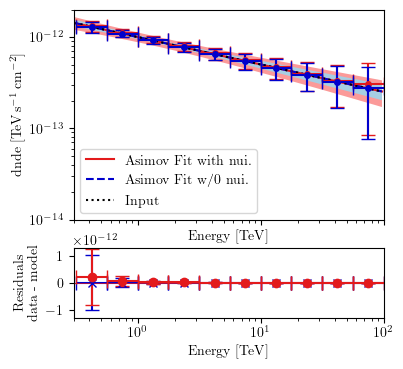 10⁻¹²
10⁻¹³
10⁻¹⁴
dnde [TeV s⁻¹ cm⁻²]
Asimov Fit with nui.
Asimov Fit w/0 nui.
Input
Energy [TeV]
×10⁻¹²
1
0
−1
Residuals
data - model
10⁰
10¹
10²
Energy [TeV]